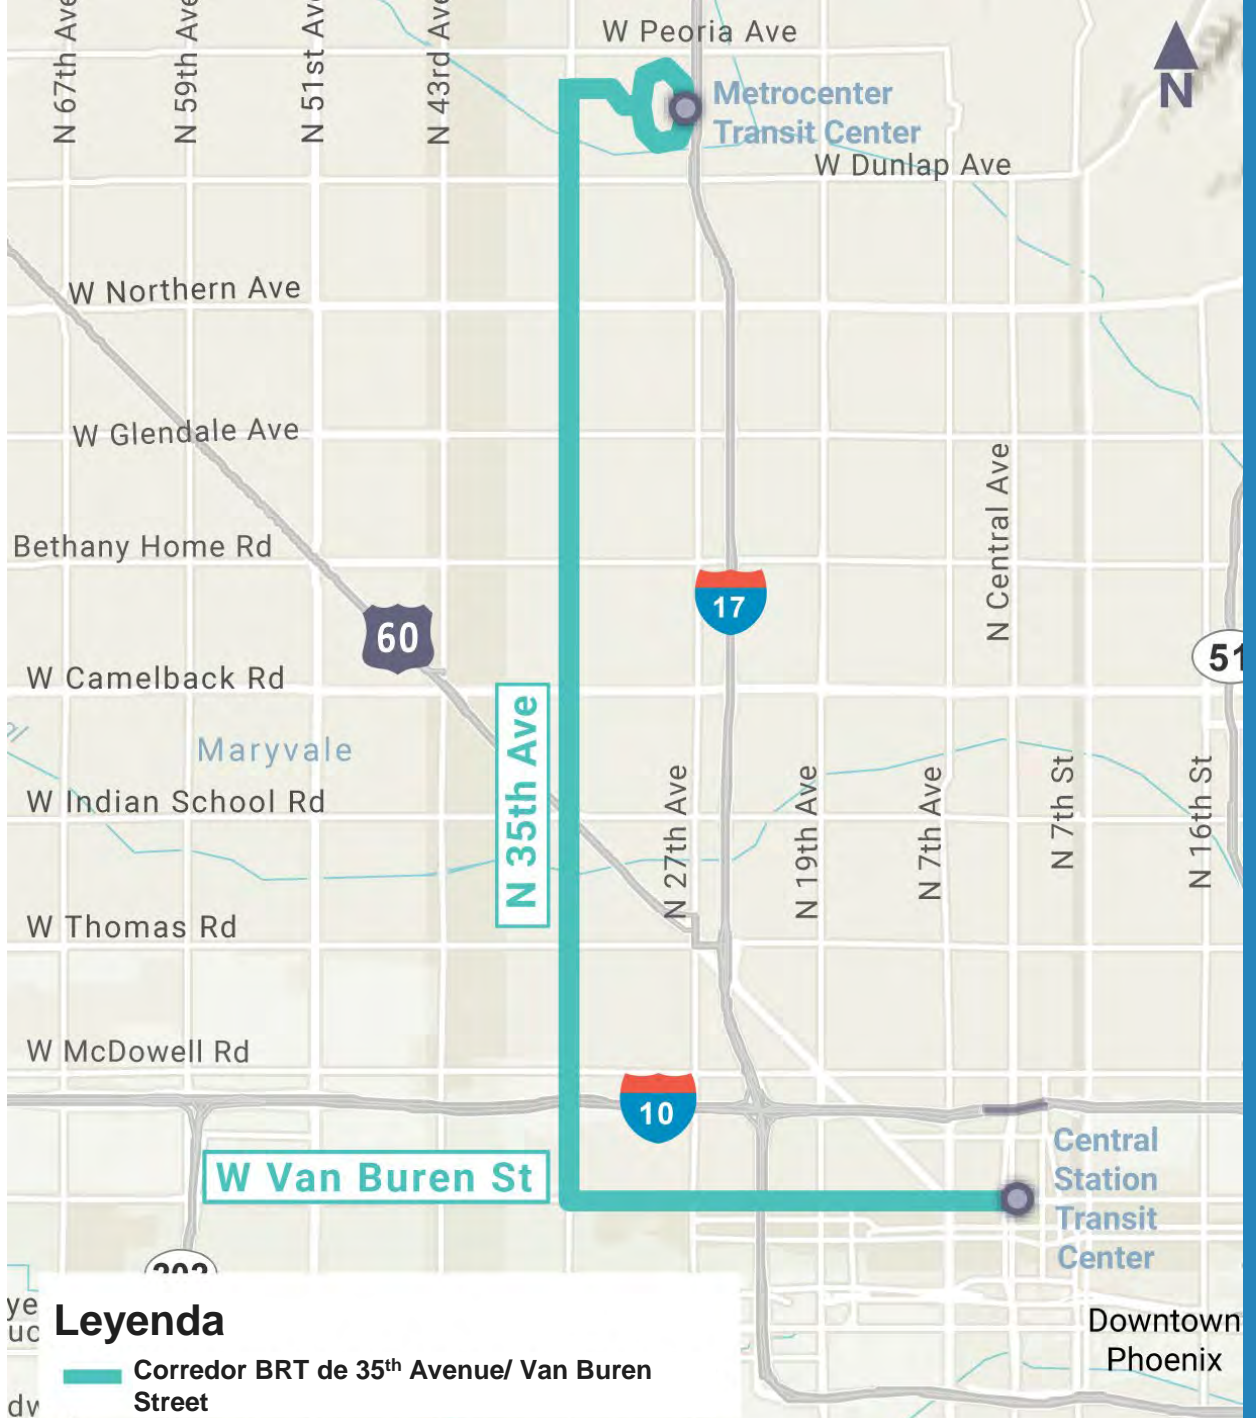 W Peoria Ave
N 67th Ave
N 59th Ave
N 51st Ave
N 43rd Ave
N
Metrocenter
Transit Center
W Dunlap Ave
W Northern Ave
W Glendale Ave
N Central Ave
Bethany Home Rd
17
60
51
W Camelback Rd
N 35th Ave
Maryvale
N 27th Ave
N 19th Ave
N 7th Ave
N 7th St
N 16th St
W Indian School Rd
W Thomas Rd
W McDowell Rd
10
Central
Station
Transit
Center
W Van Buren St
202
Leyenda
Downtown
Phoenix
Corredor BRT de 35th Avenue/ Van Buren
Street